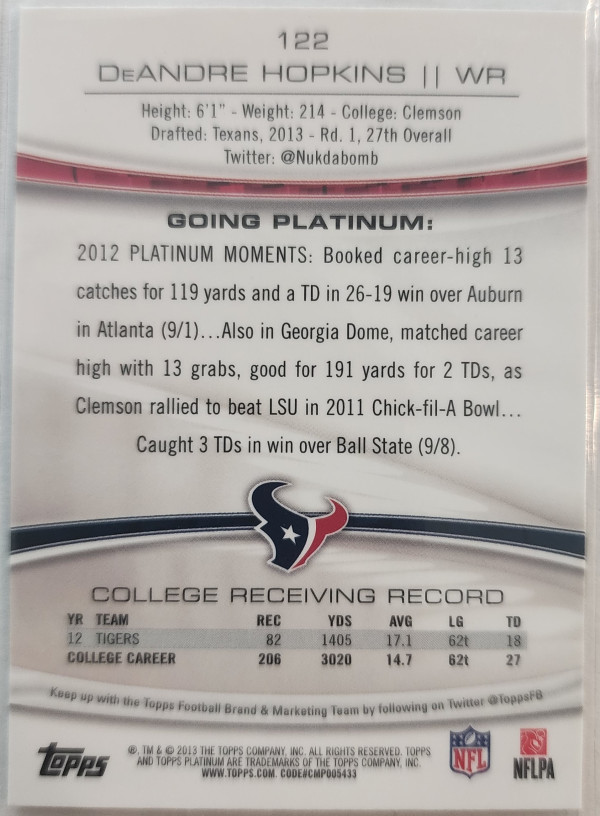 122
DeANDRE HOPKINS || WR
Height: 6'1" - Weight: 214 - College: Clemson
Drafted: Texans, 2013 - Rd. 1, 27th Overall
Twitter: @Nukdabomb
GOING PLATINUM:
2012 PLATINUM MOMENTS: Booked career-high 13
catches for 119 yards and a TD in 26-19 win over Auburn
in Atlanta (9/1)...Also in Georgia Dome, matched career
high with 13 grabs, good for 191 yards for 2 TDs, as
Clemson rallied to beat LSU in 2011 Chick-fil-A Bowl...
Caught 3 TDs in win over Ball State (9/8).
COLLEGE RECEIVING RECORD
YR TEAM REC YDS AVG LG TD
12 TIGERS 82 1405 17.1 62t 18
COLLEGE CAREER 206 3020 14.7 62t 27
Keep up with the Topps Football Brand & Marketing Team by following on Twitter @ToppsFB
Topps
®, TM & © 2013 THE TOPPS COMPANY, INC. ALL RIGHTS RESERVED. TOPPS
AND TOPPS PLATINUM ARE TRADEMARKS OF THE TOPPS COMPANY, INC.
WWW.TOPPS.COM. CODE#CMP005433
NFL
NFLPA